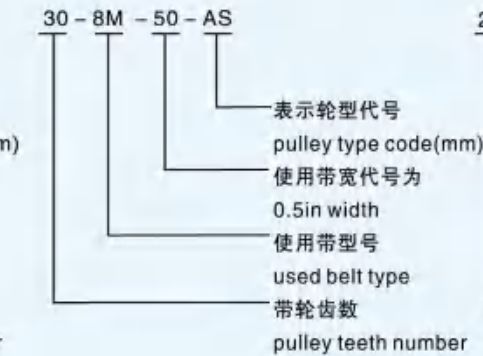 30 - 8M - 50 - AS
2
表示轮型代号
m)
pulley type code(mm)
使用带宽代号为
0.5in width
使用带型号
used belt type
带轮齿数
pulley teeth number